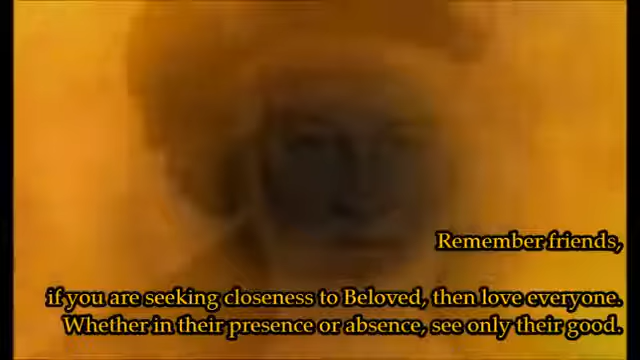 Remember friends,
if you are seeking closeness to Beloved, then love everyone.
Whether in their presence or absence, see only their good.